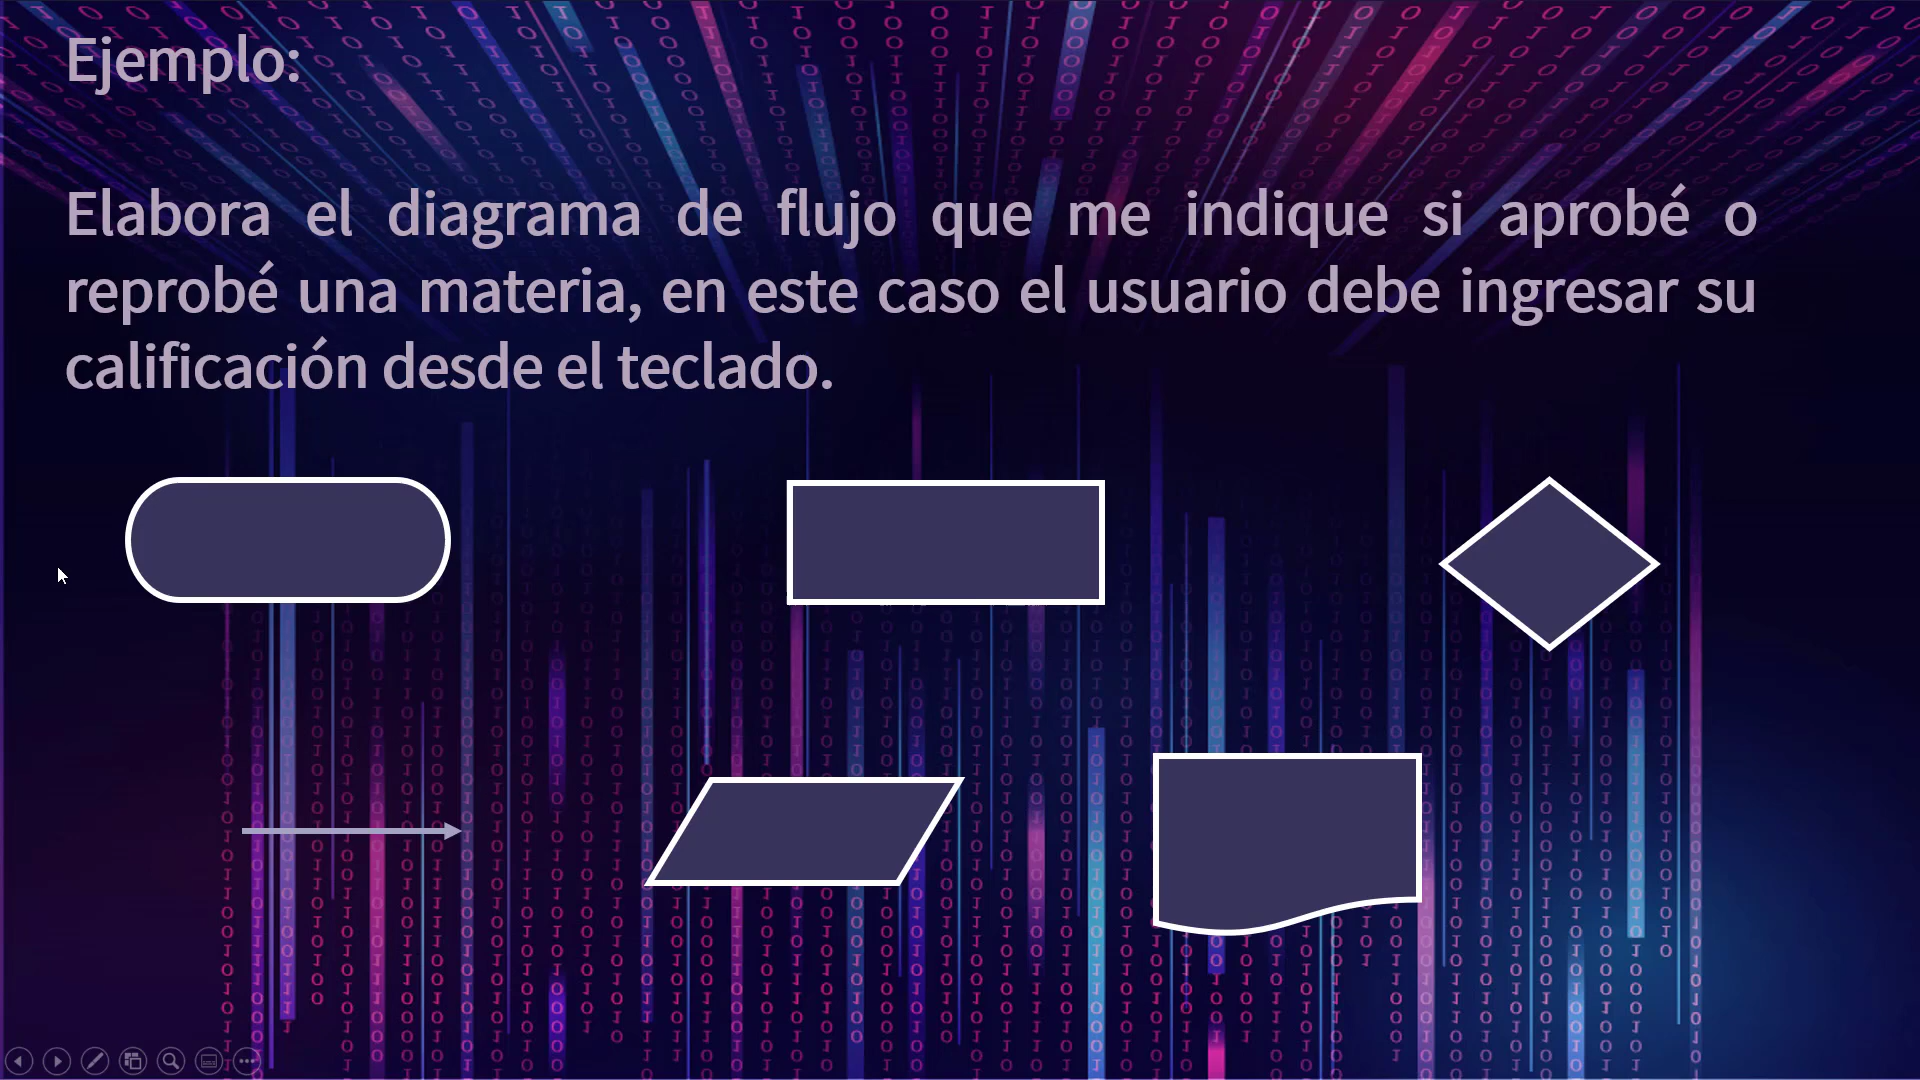 Ejemplo:
Elabora el diagrama de flujo que me indique si aprobé o
reprobé una materia, en este caso el usuario debe ingresar su
calificación desde el teclado.